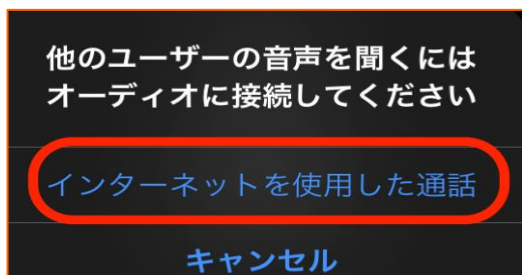 他のユーザーの音声を聞くには
オーディオに接続してください
インターネットを使用した通話
キャンセル